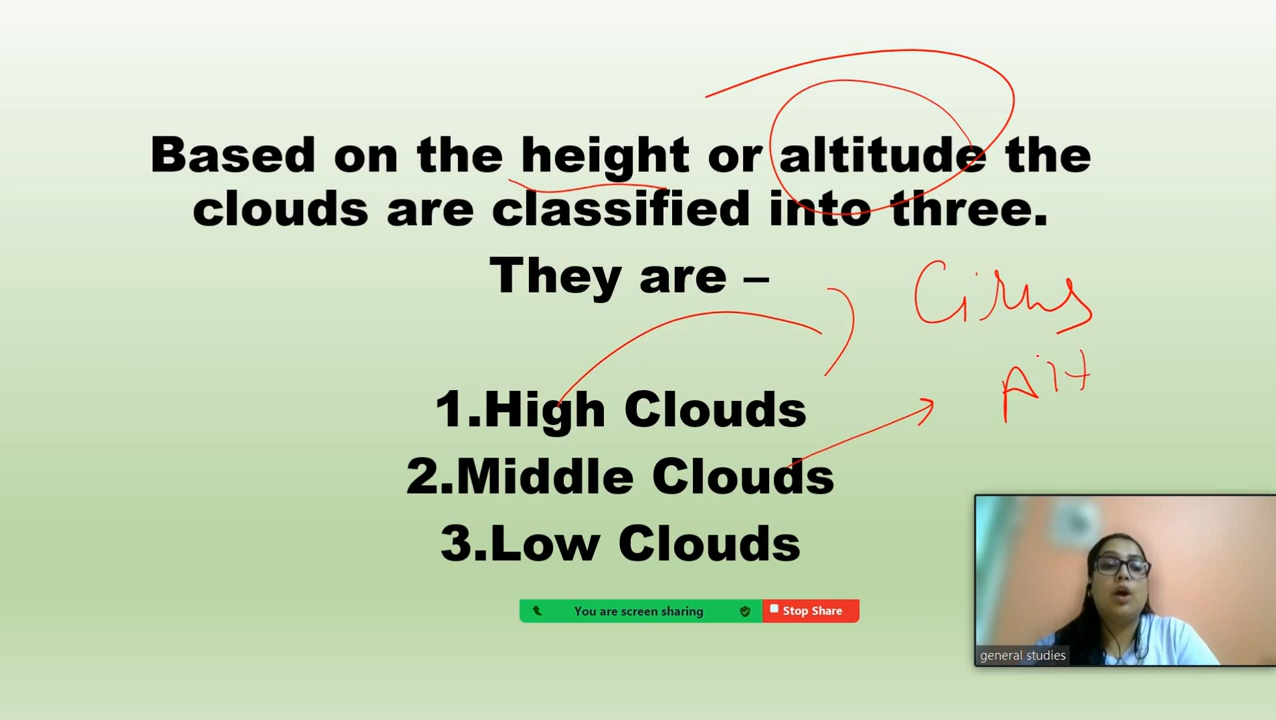 Based on the height or altitude the
clouds are classified into three.
They are –
Cirrus
Alt
1.High Clouds
2.Middle Clouds
3.Low Clouds
You are screen sharing
Stop Share
general studies